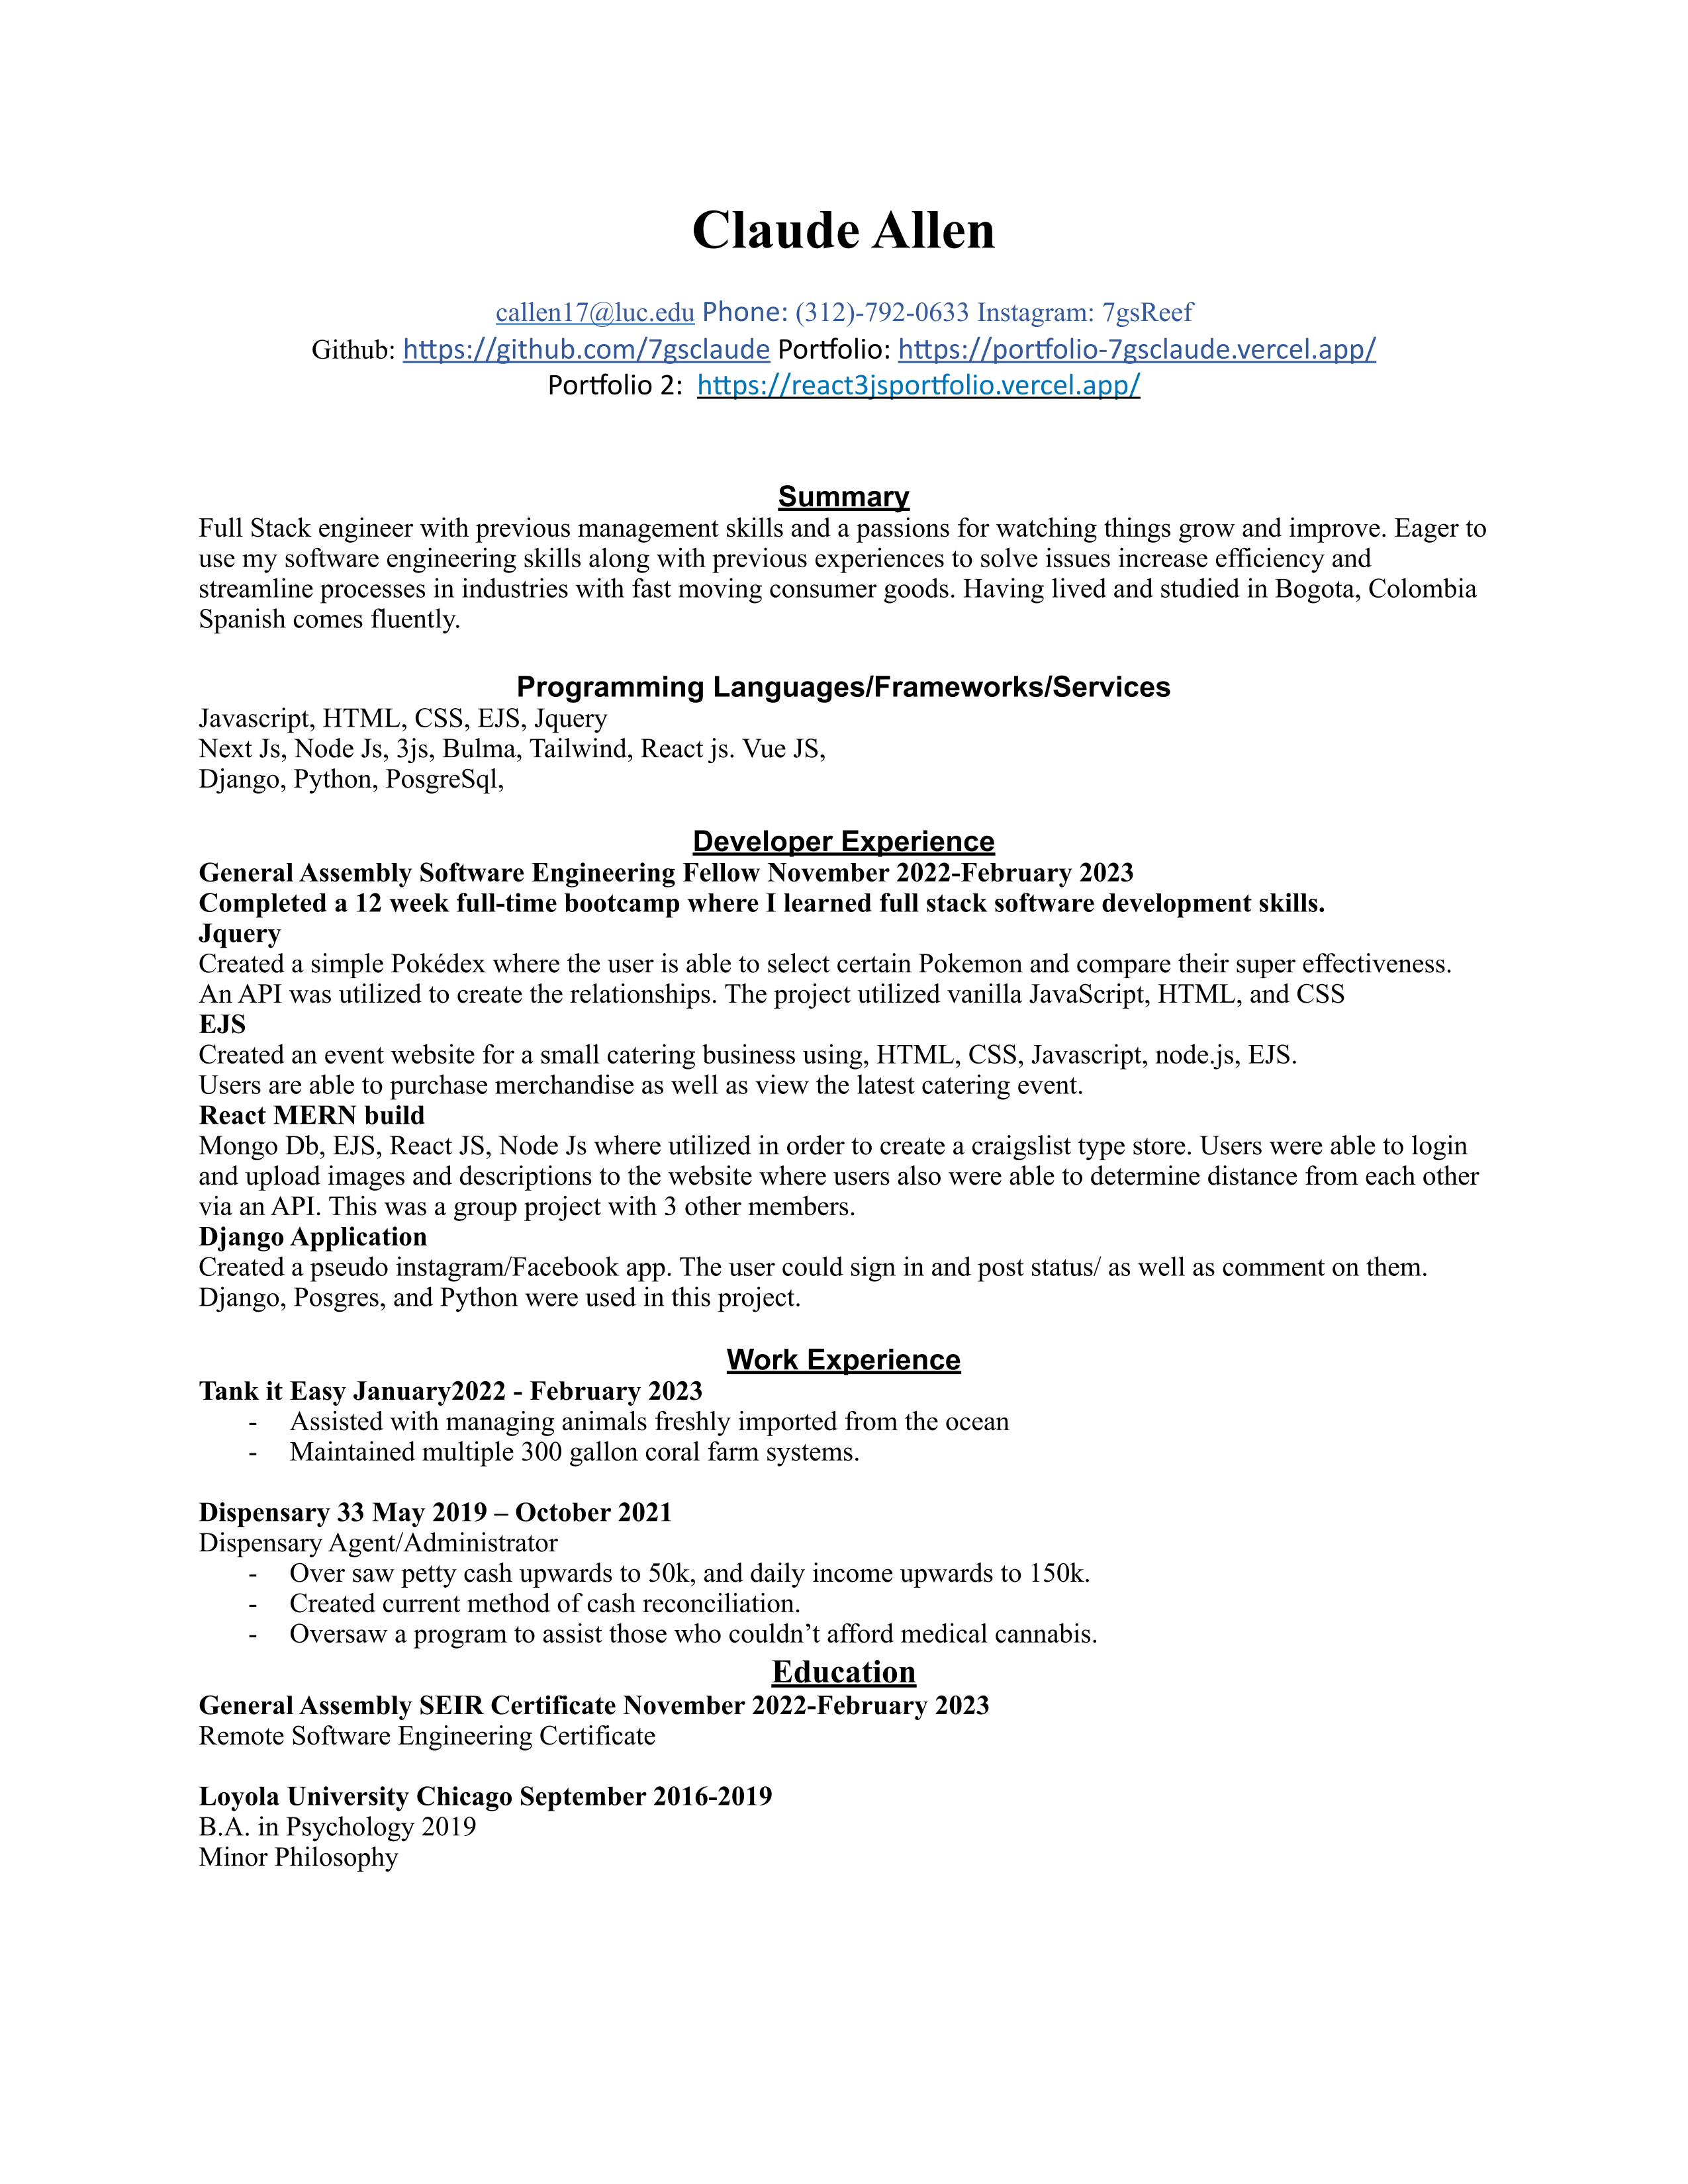 Claude Allen
callen17@luc.edu Phone: (312)-792-0633 Instagram: 7gsReef
Github: https://github.com/7gsclaude Portfolio: https://portfolio-7gsclaude.vercel.app/
Portfolio 2: https://react3jsportfolio.vercel.app/
Summary
Full Stack engineer with previous management skills and a passions for watching things grow and improve. Eager to
use my software engineering skills along with previous experiences to solve issues increase efficiency and
streamline processes in industries with fast moving consumer goods. Having lived and studied in Bogota, Colombia
Spanish comes fluently.
Programming Languages/Frameworks/Services
Javascript, HTML, CSS, EJS, Jquery
Next Js, Node Js, 3js, Bulma, Tailwind, React js. Vue JS,
Django, Python, PosgreSql,
Developer Experience
General Assembly Software Engineering Fellow November 2022-February 2023
Completed a 12 week full-time bootcamp where I learned full stack software development skills.
Jquery
Created a simple Pokédex where the user is able to select certain Pokemon and compare their super effectiveness.
An API was utilized to create the relationships. The project utilized vanilla JavaScript, HTML, and CSS
EJS
Created an event website for a small catering business using, HTML, CSS, Javascript, node.js, EJS.
Users are able to purchase merchandise as well as view the latest catering event.
React MERN build
Mongo Db, EJS, React JS, Node Js where utilized in order to create a craigslist type store. Users were able to login
and upload images and descriptions to the website where users also were able to determine distance from each other
via an API. This was a group project with 3 other members.
Django Application
Created a pseudo instagram/Facebook app. The user could sign in and post status/ as well as comment on them.
Django, Posgres, and Python were used in this project.
Work Experience
Tank it Easy January2022 - February 2023
- Assisted with managing animals freshly imported from the ocean
- Maintained multiple 300 gallon coral farm systems.
Dispensary 33 May 2019 – October 2021
Dispensary Agent/Administrator
- Over saw petty cash upwards to 50k, and daily income upwards to 150k.
- Created current method of cash reconciliation.
- Oversaw a program to assist those who couldn’t afford medical cannabis.
Education
General Assembly SEIR Certificate November 2022-February 2023
Remote Software Engineering Certificate
Loyola University Chicago September 2016-2019
B.A. in Psychology 2019
Minor Philosophy